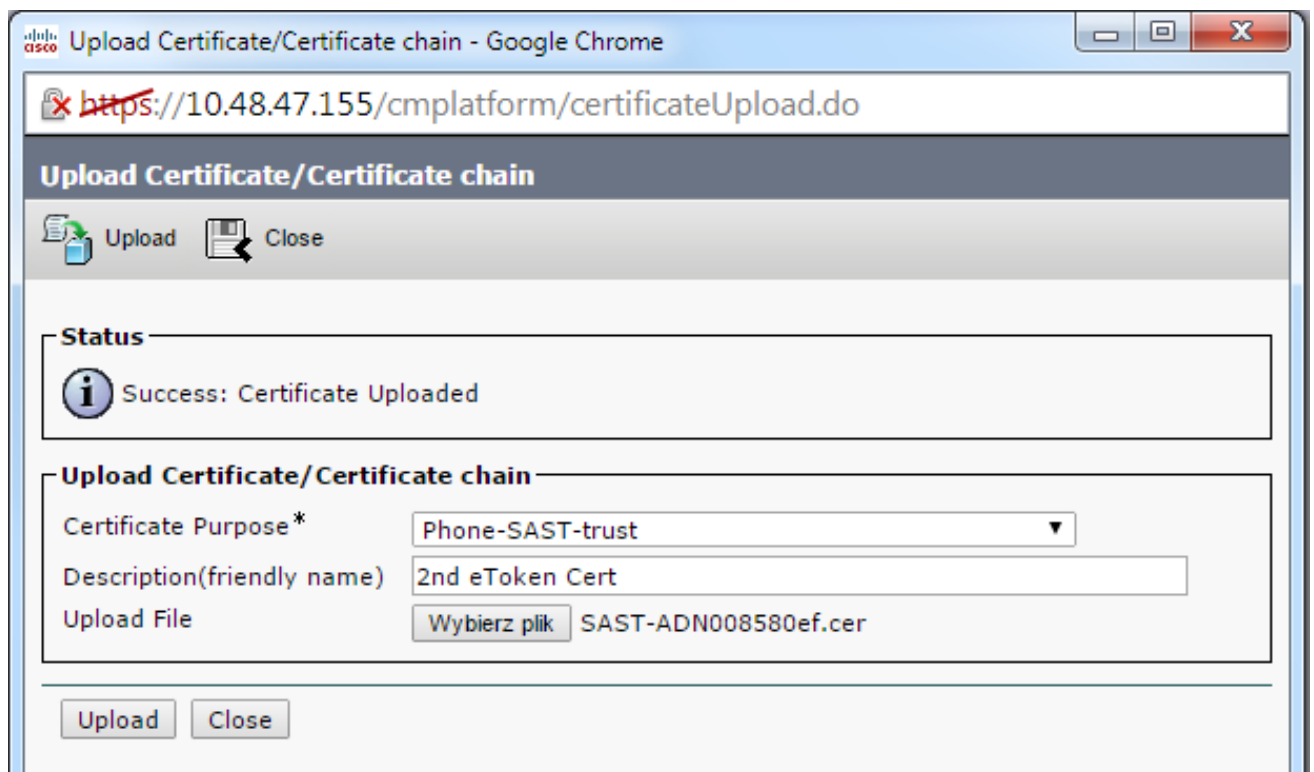 cisco Upload Certificate/Certificate chain - Google Chrome
https://10.48.47.155/cmplatform/certificateUpload.do
Upload Certificate/Certificate chain
Upload Close
Status
i Success: Certificate Uploaded
Upload Certificate/Certificate chain
Certificate Purpose* Phone-SAST-trust
Description(friendly name) 2nd eToken Cert
Upload File Wybierz plik SAST-ADN008580ef.cer
Upload Close